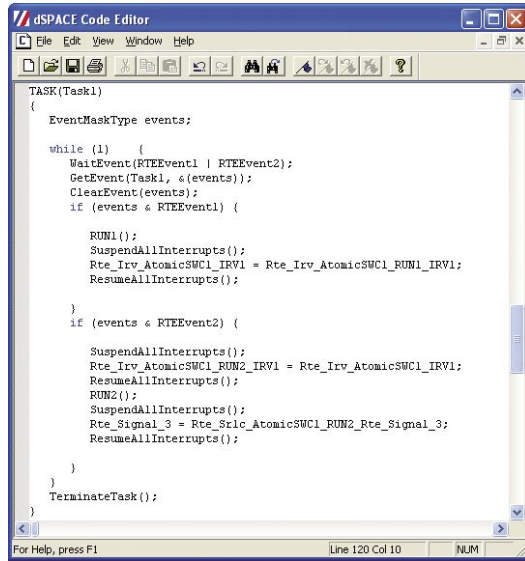 dSPACE Code Editor
File Edit View Window Help
TASK(Task1)
{
EventMaskType events;
while (1) {
WaitEvent(RTEEvent1 | RTEEvent2);
GetEvent(Task1, &(events));
ClearEvent(events);
if (events & RTEEvent1) {
RUN1();
SuspendAllInterrupts();
Rte_Irv_AtomicSWC1_IRV1 = Rte_Irv_AtomicSWC1_RUN1_IRV1;
ResumeAllInterrupts();
}
if (events & RTEEvent2) {
SuspendAllInterrupts();
Rte_Irv_AtomicSWC1_RUN2_IRV1 = Rte_Irv_AtomicSWC1_IRV1;
ResumeAllInterrupts();
RUN2();
SuspendAllInterrupts();
Rte_Signal_3 = Rte_Srlc_AtomicSWC1_RUN2_Rte_Signal_3;
ResumeAllInterrupts();
}
}
TerminateTask();
}
For Help, press F1 Line 120 Col 10 NUM